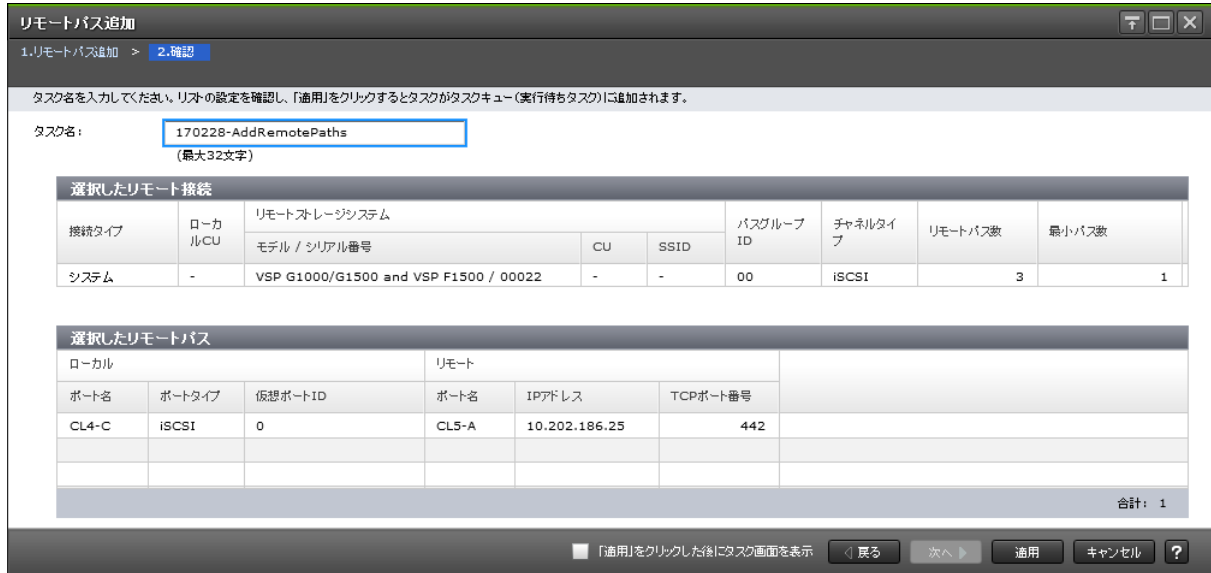 リモートパス追加
1.リモートパス追加 > 2.確認
タスク名を入力してください。リストの設定を確認し、「適用」をクリックするとタスクがタスクキュー(実行待ちタスク)に追加されます。
タスク名: 170228-AddRemotePaths
(最大32文字)
選択したリモート接続
接続タイプ ローカルCU リモートストレージシステム パスグループID チャネルタイプ リモートパス数 最小パス数
モデル / シリアル番号 CU SSID
システム - VSP G1000/G1500 and VSP F1500 / 00022 - - 00 iSCSI 3 1
選択したリモートパス
ローカル リモート
ポート名 ポートタイプ 仮想ポートID ポート名 IPアドレス TCPポート番号
CL4-C iSCSI 0 CL5-A 10.202.186.25 442
合計: 1
「適用」をクリックした後にタスク画面を表示 戻る 次へ 適用 キャンセル ?